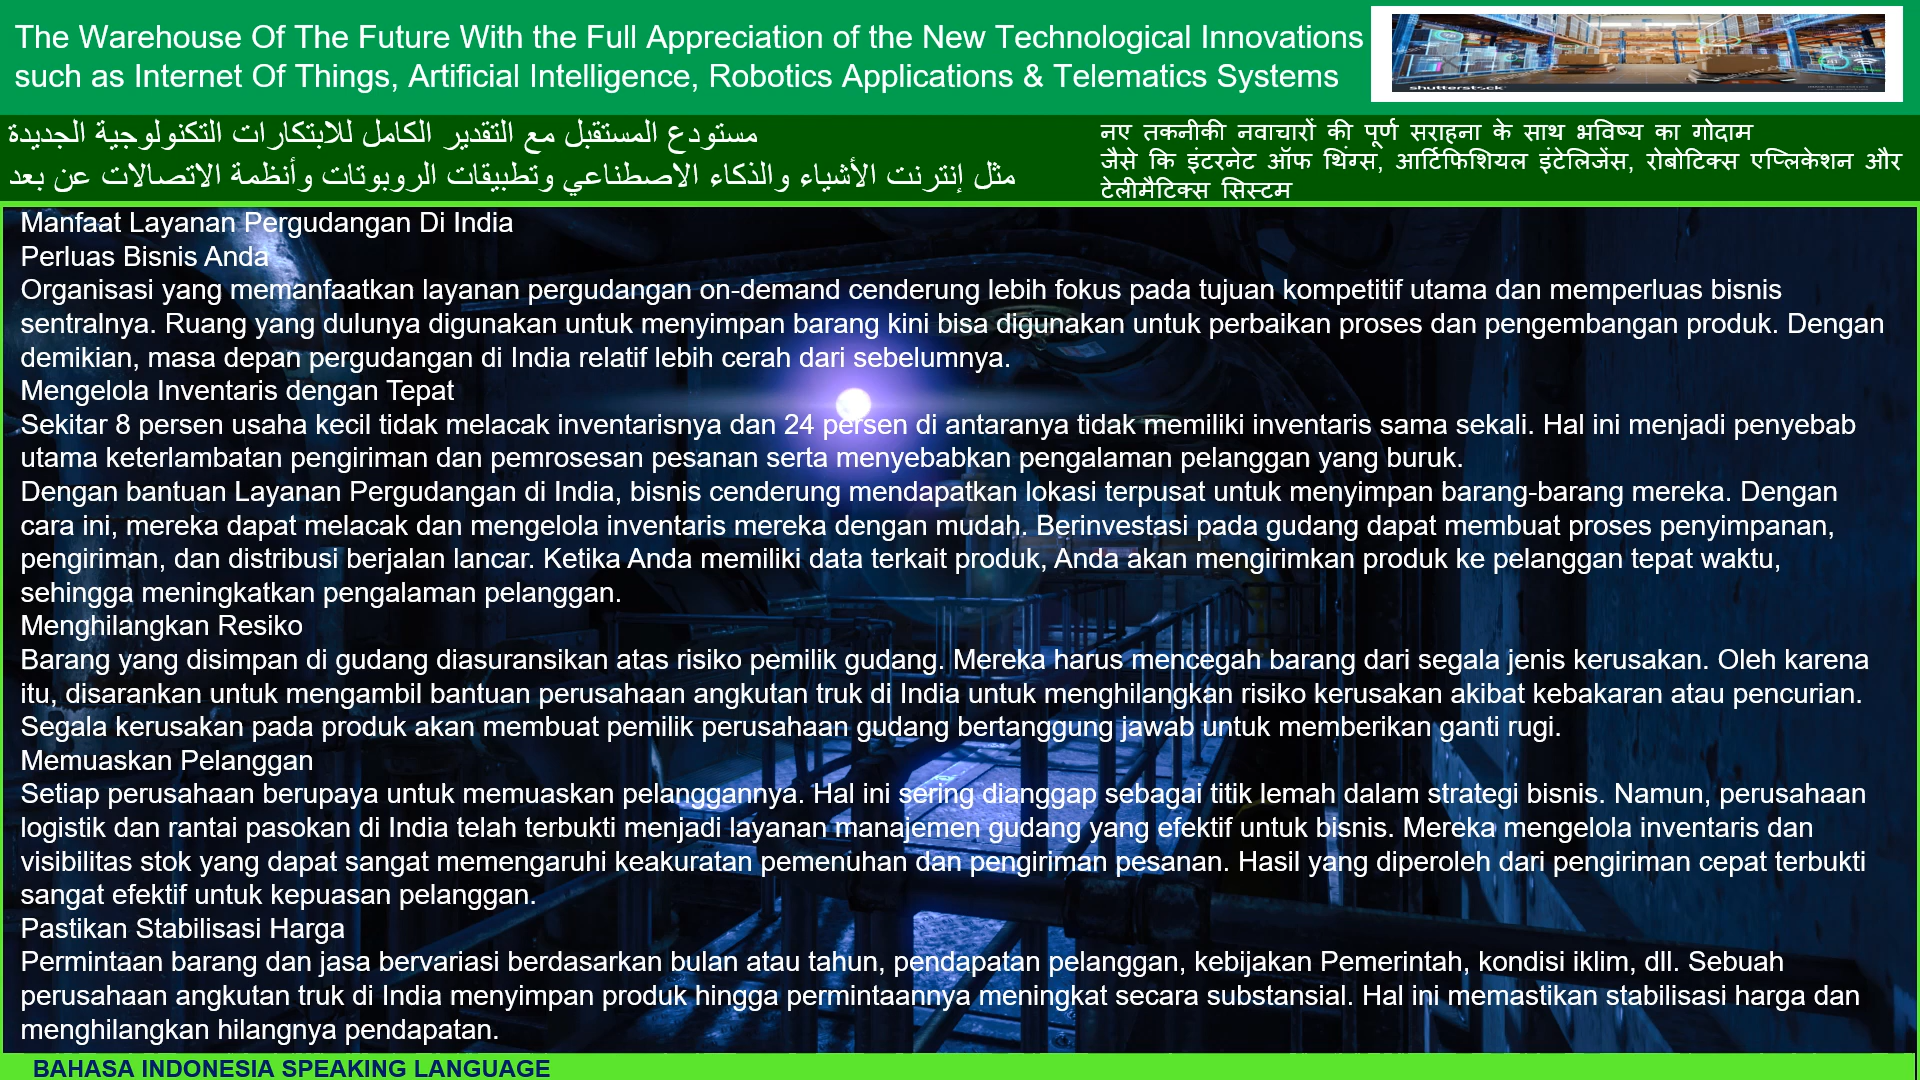 The Warehouse Of The Future With the Full Appreciation of the New Technological Innovations
such as Internet Of Things, Artificial Intelligence, Robotics Applications & Telematics Systems
shutterstock
مستودع المستقبل مع التقدير الكامل للابتكارات التكنولوجية الجديدة
مثل إنترنت الأشياء والذكاء الاصطناعي وتطبيقات الروبوتات وأنظمة الاتصالات عن بعد
नए तकनीकी नवाचारों की पूर्ण सराहना के साथ भविष्य का गोदाम
जैसे कि इंटरनेट ऑफ थिंग्स, आर्टिफिशियल इंटेलिजेंस, रोबोटिक्स एप्लिकेशन और
टेलीमैटिक्स सिस्टम
Manfaat Layanan Pergudangan Di India
Perluas Bisnis Anda
Organisasi yang memanfaatkan layanan pergudangan on-demand cenderung lebih fokus pada tujuan kompetitif utama dan memperluas bisnis
sentralnya. Ruang yang dulunya digunakan untuk menyimpan barang kini bisa digunakan untuk perbaikan proses dan pengembangan produk. Dengan
demikian, masa depan pergudangan di India relatif lebih cerah dari sebelumnya.
Mengelola Inventaris dengan Tepat
Sekitar 8 persen usaha kecil tidak melacak inventarisnya dan 24 persen di antaranya tidak memiliki inventaris sama sekali. Hal ini menjadi penyebab
utama keterlambatan pengiriman dan pemrosesan pesanan serta menyebabkan pengalaman pelanggan yang buruk.
Dengan bantuan Layanan Pergudangan di India, bisnis cenderung mendapatkan lokasi terpusat untuk menyimpan barang-barang mereka. Dengan
cara ini, mereka dapat melacak dan mengelola inventaris mereka dengan mudah. Berinvestasi pada gudang dapat membuat proses penyimpanan,
pengiriman, dan distribusi berjalan lancar. Ketika Anda memiliki data terkait produk, Anda akan mengirimkan produk ke pelanggan tepat waktu,
sehingga meningkatkan pengalaman pelanggan.
Menghilangkan Resiko
Barang yang disimpan di gudang diasuransikan atas risiko pemilik gudang. Mereka harus mencegah barang dari segala jenis kerusakan. Oleh karena
itu, disarankan untuk mengambil bantuan perusahaan angkutan truk di India untuk menghilangkan risiko kerusakan akibat kebakaran atau pencurian.
Segala kerusakan pada produk akan membuat pemilik perusahaan gudang bertanggung jawab untuk memberikan ganti rugi.
Memuaskan Pelanggan
Setiap perusahaan berupaya untuk memuaskan pelanggannya. Hal ini sering dianggap sebagai titik lemah dalam strategi bisnis. Namun, perusahaan
logistik dan rantai pasokan di India telah terbukti menjadi layanan manajemen gudang yang efektif untuk bisnis. Mereka mengelola inventaris dan
visibilitas stok yang dapat sangat memengaruhi keakuratan pemenuhan dan pengiriman pesanan. Hasil yang diperoleh dari pengiriman cepat terbukti
sangat efektif untuk kepuasan pelanggan.
Pastikan Stabilisasi Harga
Permintaan barang dan jasa bervariasi berdasarkan bulan atau tahun, pendapatan pelanggan, kebijakan Pemerintah, kondisi iklim, dll. Sebuah
perusahaan angkutan truk di India menyimpan produk hingga permintaannya meningkat secara substansial. Hal ini memastikan stabilisasi harga dan
menghilangkan hilangnya pendapatan.
BAHASA INDONESIA SPEAKING LANGUAGE